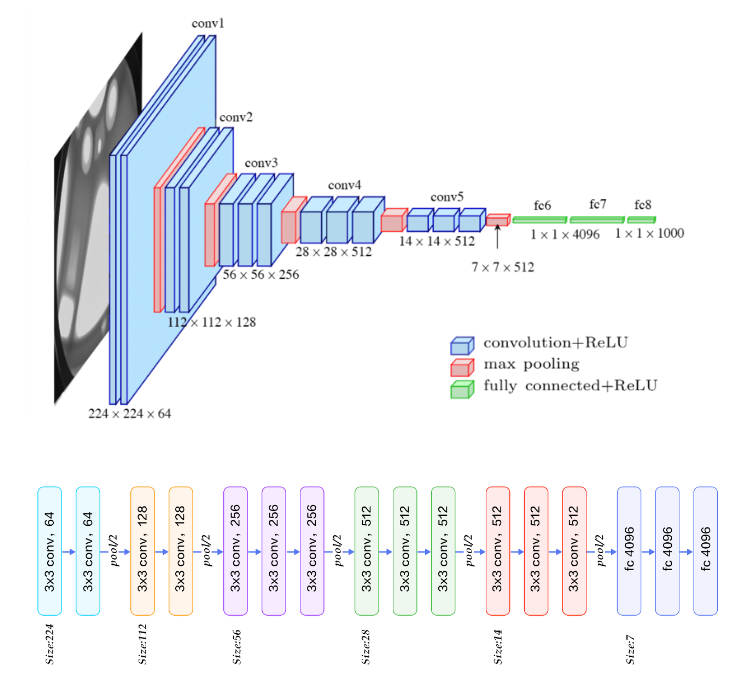 conv1
conv2
conv3
conv4
conv5
fc6
fc7
fc8
1 × 1 × 4096
1 × 1 × 1000
14 × 14 × 512
28 × 28 × 512
7 × 7 × 512
56 × 56 × 256
112 × 112 × 128
224 × 224 × 64
convolution+ReLU
max pooling
fully connected+ReLU
3x3 conv, 64
3x3 conv, 64
pool/2
3x3 conv, 128
3x3 conv, 128
pool/2
3x3 conv, 256
3x3 conv, 256
3x3 conv, 256
pool/2
3x3 conv, 512
3x3 conv, 512
3x3 conv, 512
pool/2
3x3 conv, 512
3x3 conv, 512
3x3 conv, 512
pool/2
fc 4096
fc 4096
fc 4096
Size:224
Size:112
Size:56
Size:28
Size:14
Size:7